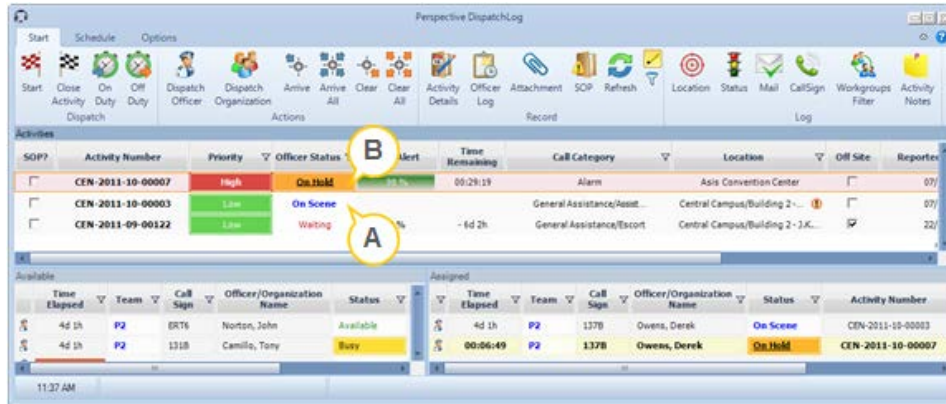 Perspective DispatchLog
Start Schedule Options
Start Close Activity On Duty Off Duty Dispatch Officer Dispatch Organization Arrive Arrive All Clear Clear All Activity Details Officer Log Attachment SOP Refresh Location Status Mail CallSign Workgroups Filter Activity Notes
Dispatch Actions Record Log
Activities
SOP? Activity Number Priority Officer Status B Alert Time Remaining Call Category Location Off Site Reported
CEN-2011-10-00007 High On Hold 00:29:19 Alarm Asis Convention Center 07/
CEN-2011-10-00003 Low On Scene General Assistance/Assist... Central Campus/Building 2 -... 07/
CEN-2011-09-00122 Low Waiting A % - 6d 2h General Assistance/Escort Central Campus/Building 2 - J.K... 22/
Available Assigned
Time Elapsed Team Call Sign Officer/Organization Name Status Time Elapsed Team Call Sign Officer/Organization Name Status Activity Number
4d 1h P2 ERT6 Norton, John Available 4d 1h P2 137B Owens, Derek On Scene CEN-2011-10-00003
4d 1h P2 131B Camillo, Tony Busy 00:06:49 P2 137B Owens, Derek On Hold CEN-2011-10-00007
11:37 AM